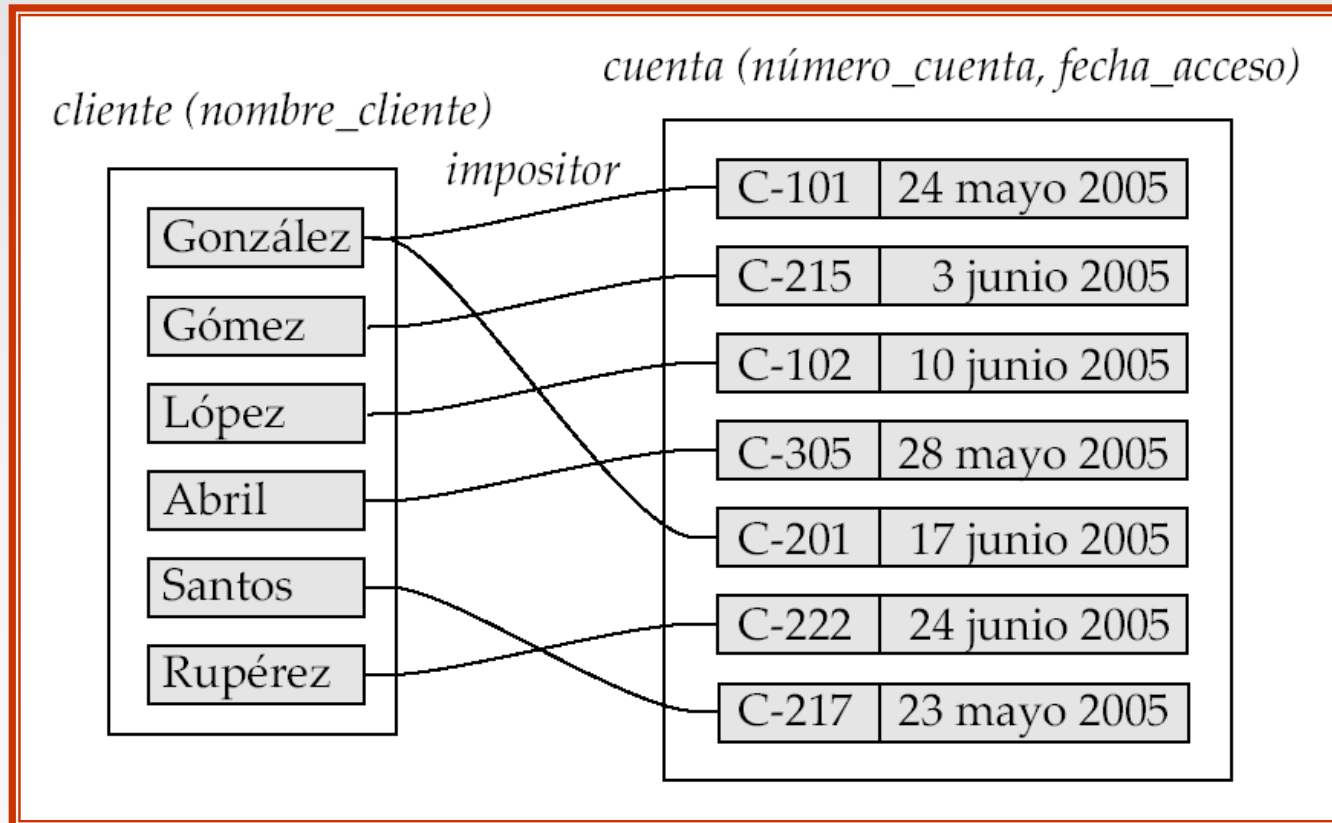 cuenta (número_cuenta, fecha_acceso)
cliente (nombre_cliente)
impositor
González
Gómez
López
Abril
Santos
Rupérez
C-101 24 mayo 2005
C-215 3 junio 2005
C-102 10 junio 2005
C-305 28 mayo 2005
C-201 17 junio 2005
C-222 24 junio 2005
C-217 23 mayo 2005